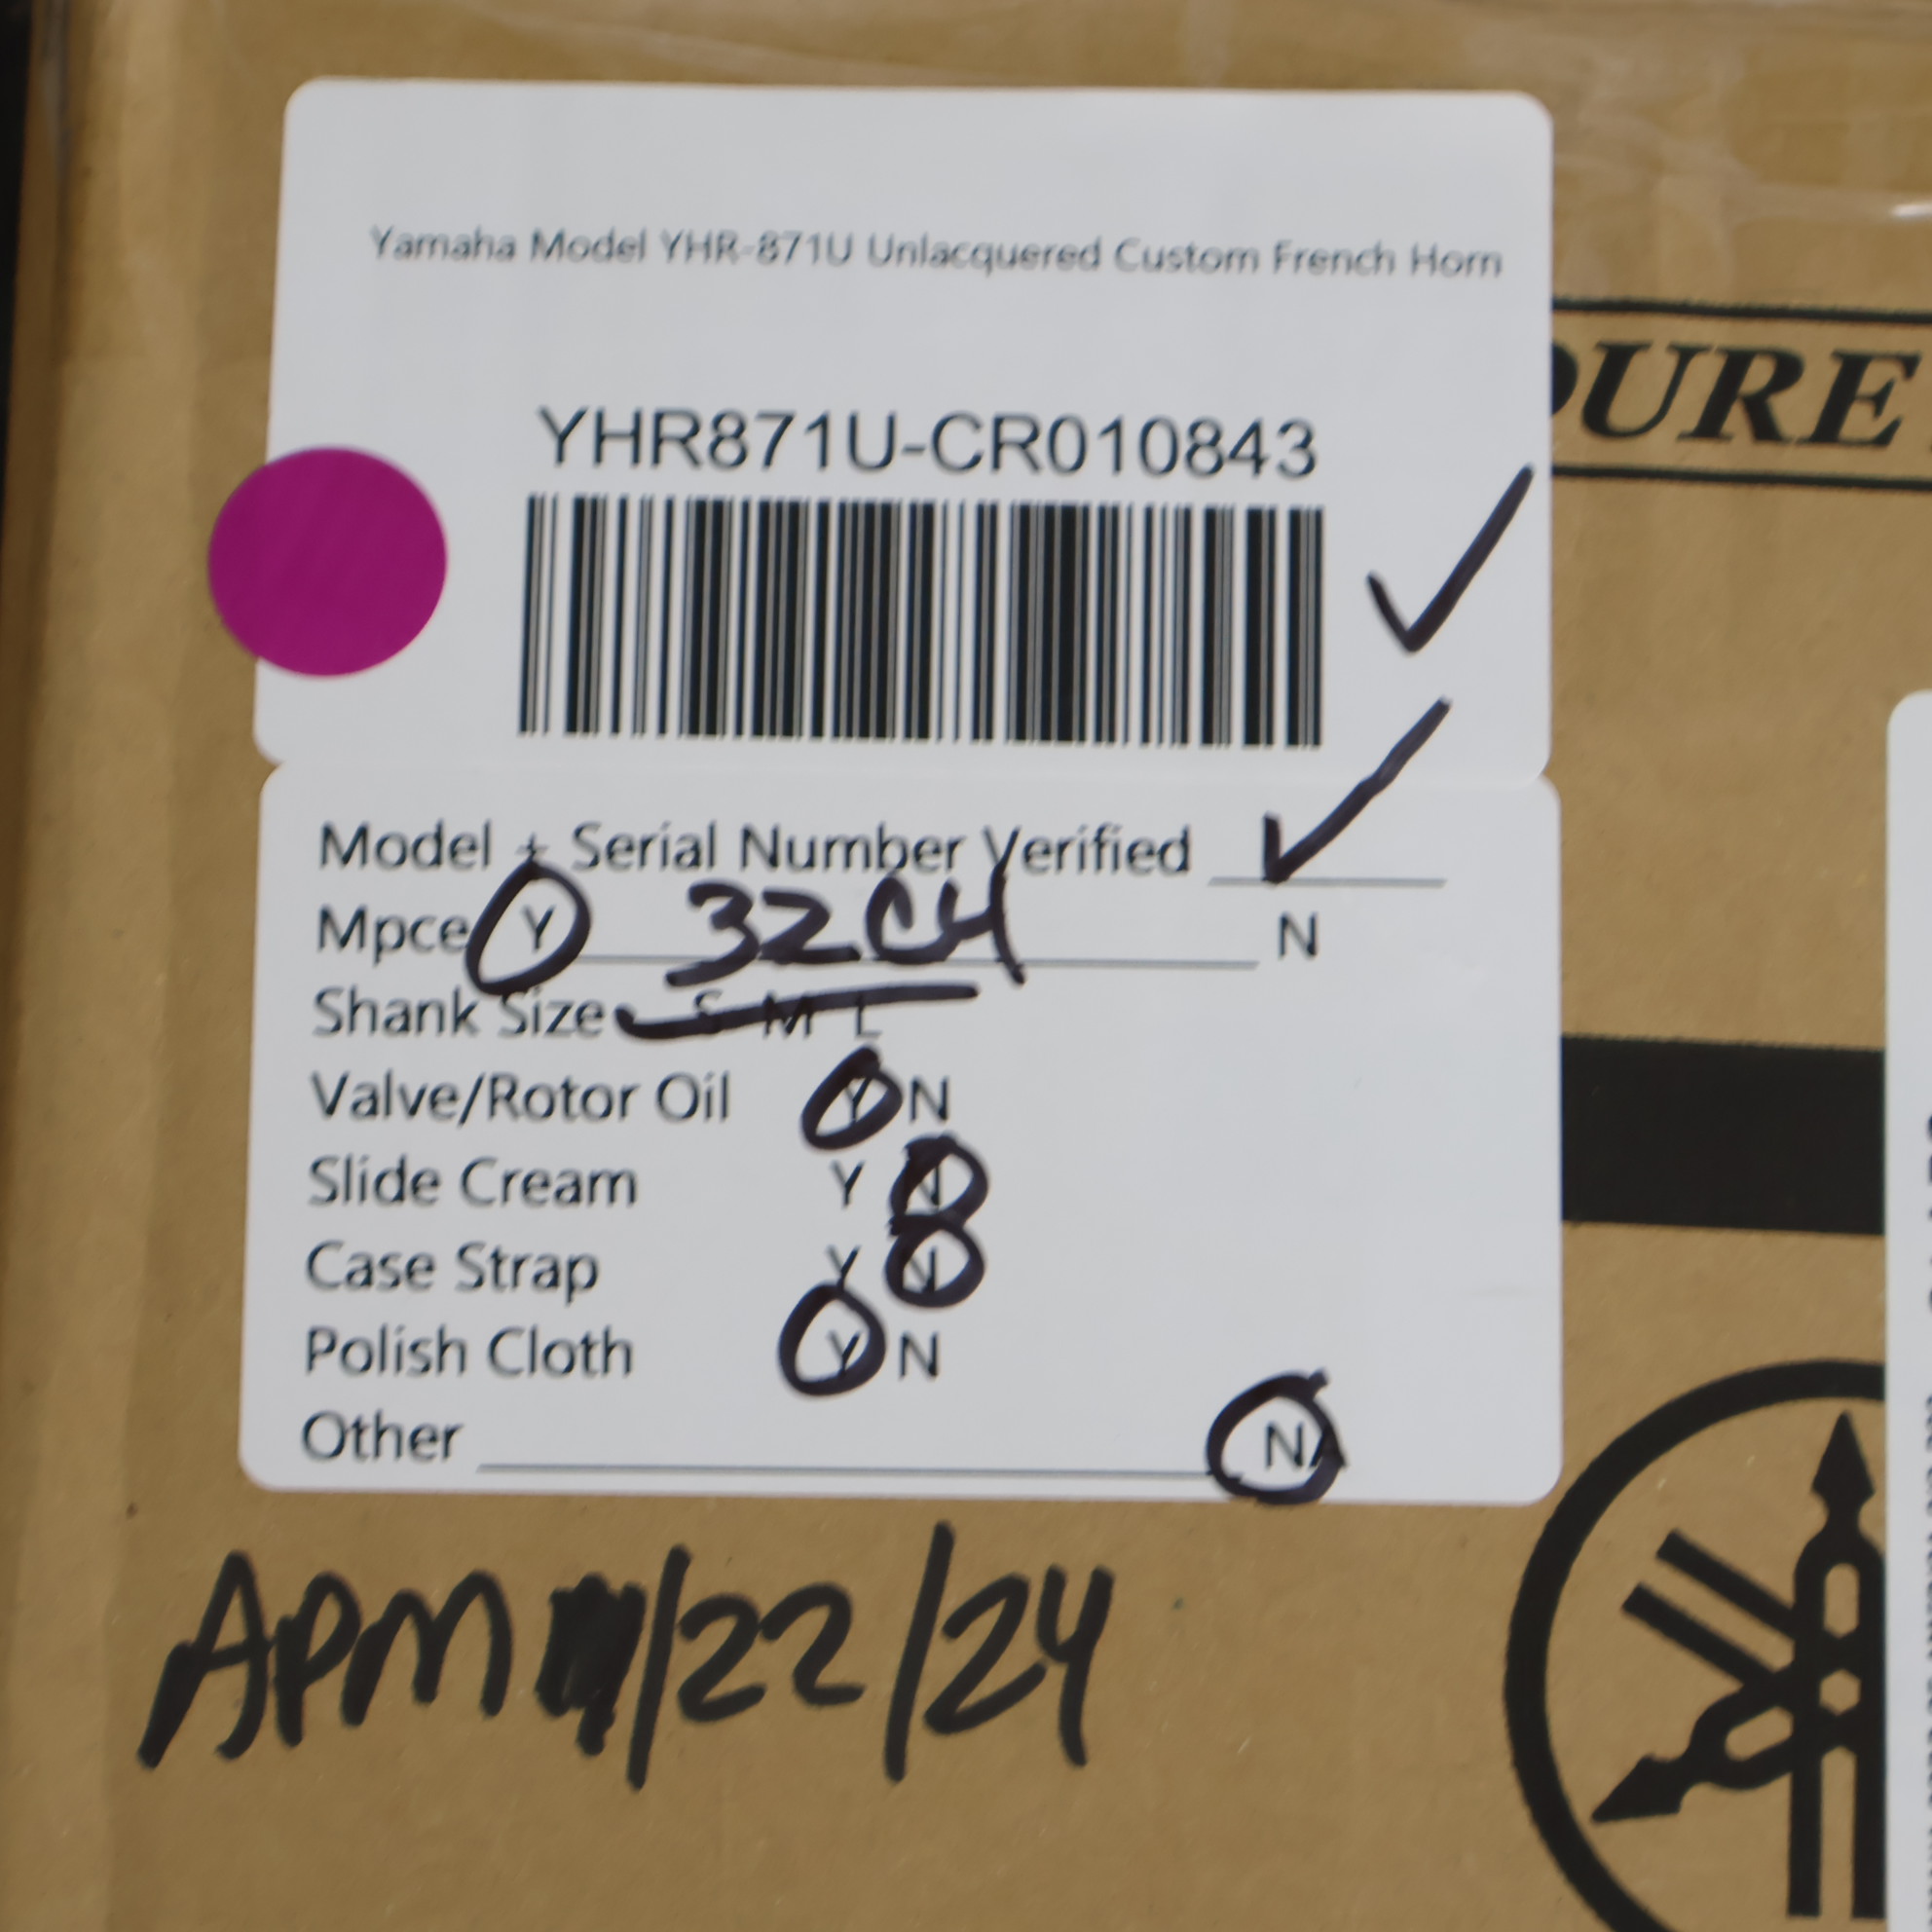 Yamaha Model YHR-871U Unlacquered Custom French Horn
YHR871U-CR010843
Model + Serial Number Verified
Mpce Y 32C4 N
Shank Size S M L
Valve/Rotor Oil Y N
Slide Cream Y N
Case Strap Y N
Polish Cloth Y N
Other NA
APM /22/24